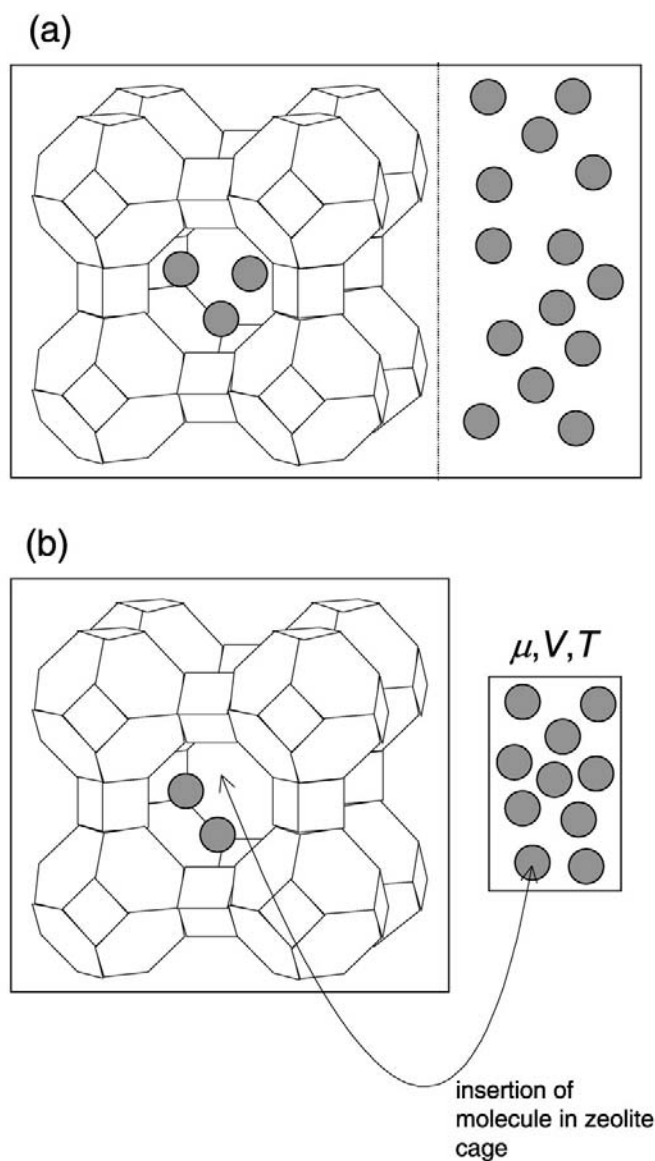 (a)
(b)
μ,V,T
insertion of
molecule in zeolite
cage